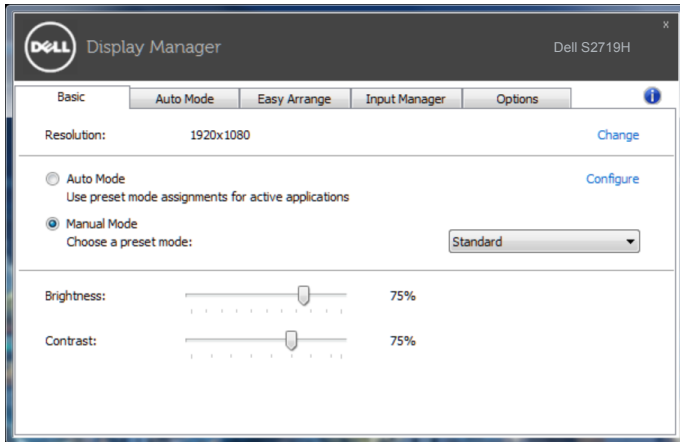 DELL Display Manager Dell S2719H x
Basic Auto Mode Easy Arrange Input Manager Options i
Resolution: 1920x1080 Change
Auto Mode Configure
Use preset mode assignments for active applications
Manual Mode
Choose a preset mode: Standard
Brightness: 75%
Contrast: 75%